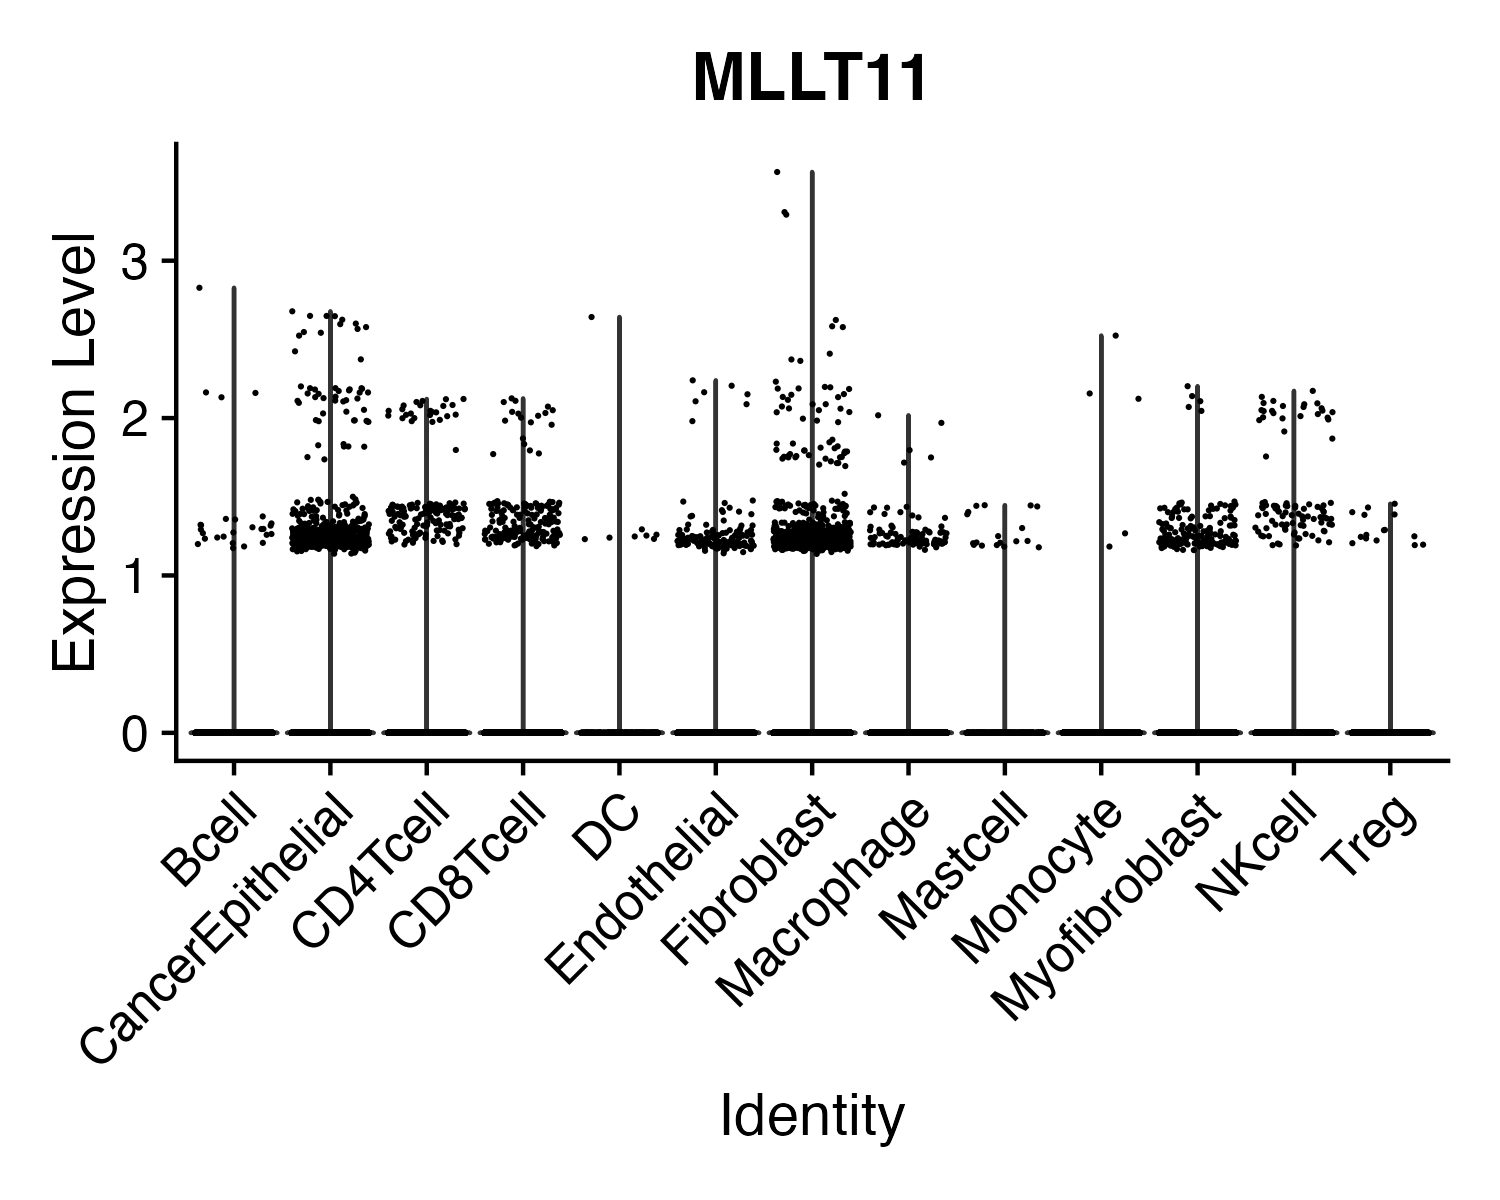 MLLT11
Expression Level
3
2
1
0
Bcell
CancerEpithelial
CD4Tcell
CD8Tcell
DC
Endothelial
Fibroblast
Macrophage
Mastcell
Monocyte
Myofibroblast
NKcell
Treg
Identity